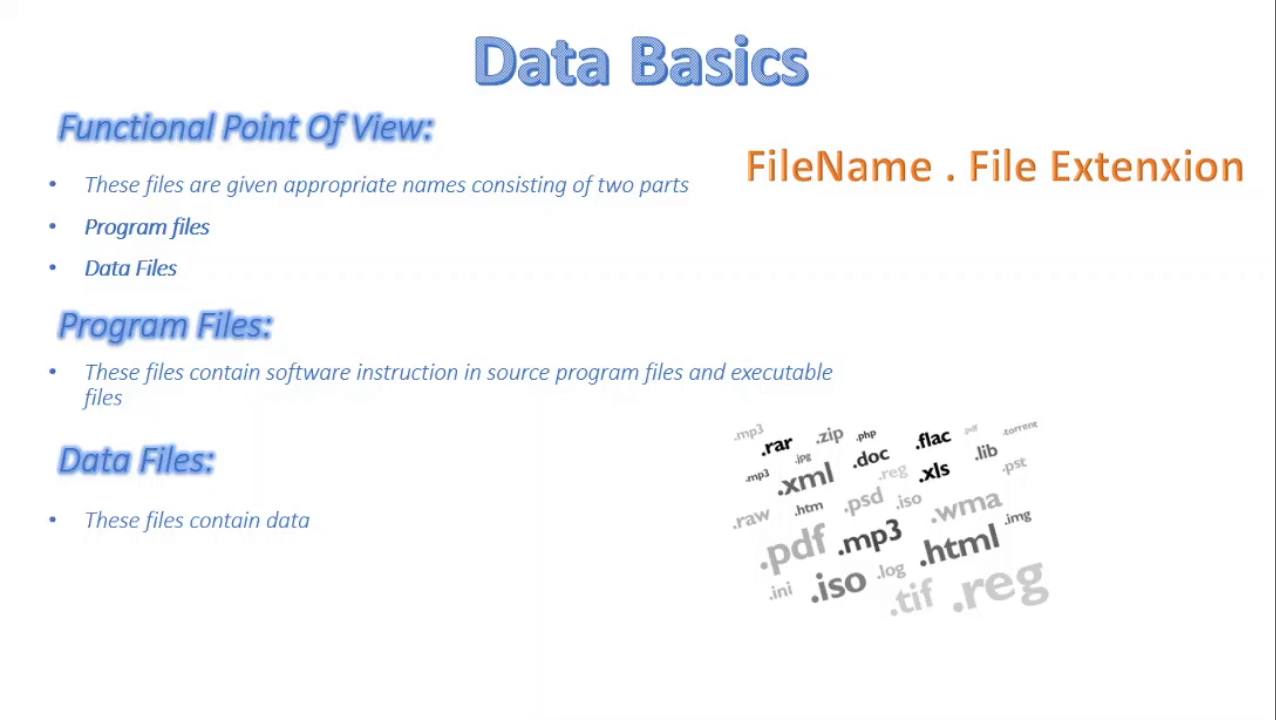 Data Basics
Functional Point Of View:
FileName . File Extenxion
• These files are given appropriate names consisting of two parts
• Program files
• Data Files
Program Files:
• These files contain software instruction in source program files and executable
files
Data Files:
• These files contain data
.mp3 .rar .zip .php .flac .pdf .torrent
.mp3 .jpg .xml .doc .reg .xls .lib .pst
.raw .htm .psd .iso .wma .img
.pdf .mp3 .html
.ini .iso .log .tif .reg